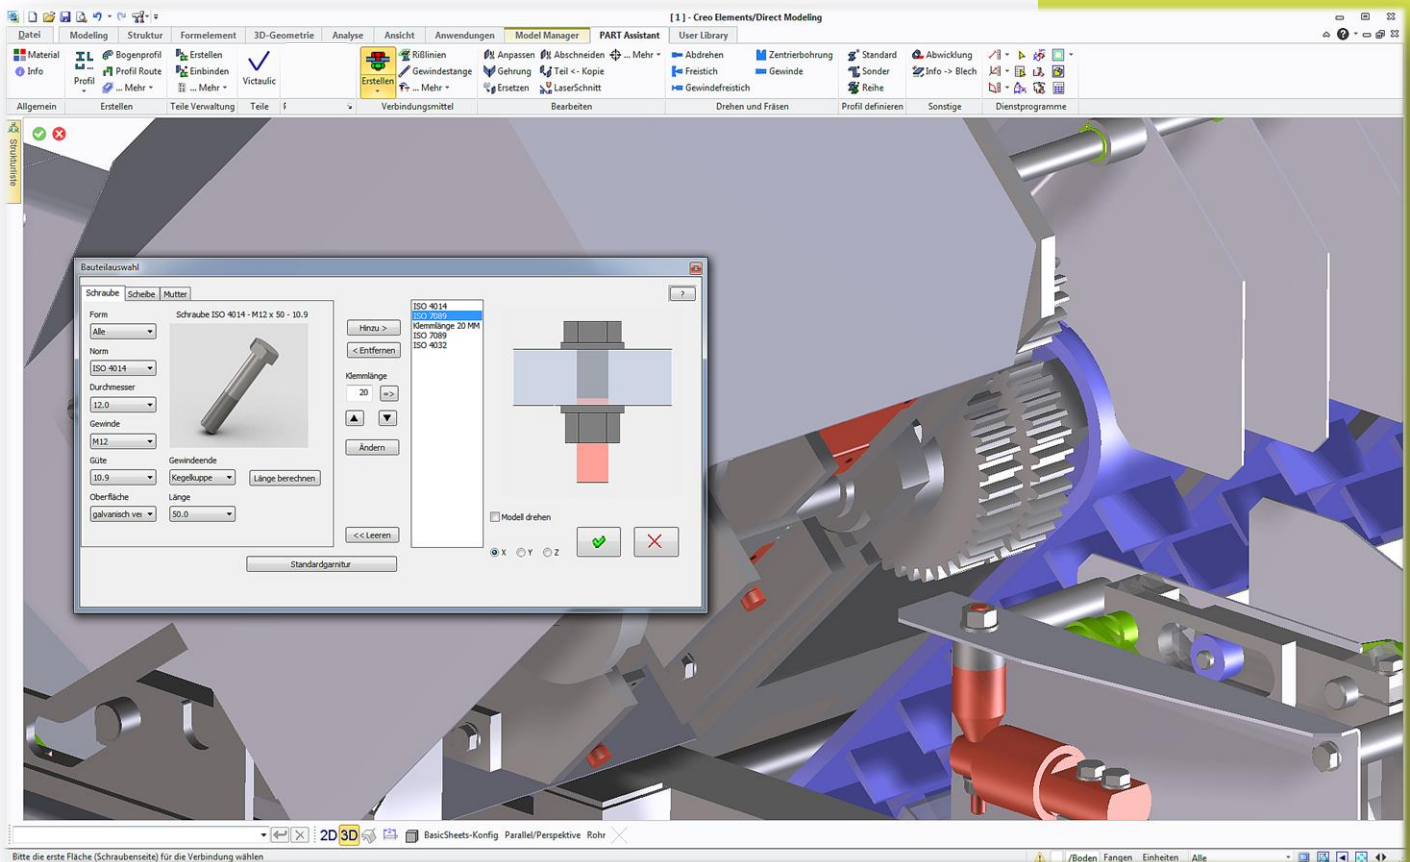 [ 1 ] - Creo Elements/Direct Modeling
Datei Modeling Struktur Formelement 3D-Geometrie Analyse Ansicht Anwendungen Model Manager PART Assistant User Library
Material Bogenprofil Erstellen Rißlinien Anpassen Abschneiden ... Mehr Abdrehen Zentrierbohrung Standard Abwicklung
Info Profil Profil Route Einbinden Victaulic Erstellen Gewindestange Gehrung Teil <- Kopie Freistich Gewinde Sonder Info -> Blech
... Mehr ... Mehr ... Mehr Ersetzen LaserSchnitt Gewindefreistich Reihe
Allgemein Erstellen Teile Verwaltung Teile F Verbindungsmittel Bearbeiten Drehen und Fräsen Profil definieren Sonstige Dienstprogramme
Strukturliste
Bauteilauswahl
Schraube Scheibe Mutter ?
Form Schraube ISO 4014 - M12 x 50 - 10.9
Alle
Norm
ISO 4014
Durchmesser
12.0
Gewinde
M12
Güte Gewindeende
10.9 Kegelkuppe Länge berechnen
Oberfläche Länge
galvanisch ve 50.0
Standardgarnitur
Hinzu >
< Entfernen
Klemmlänge
20 =>
Ändern
<< Leeren
ISO 4014
ISO 7089
Klemmlänge 20 MM
ISO 7089
ISO 4032
Modell drehen
X Y Z
2D 3D BasicSheets-Konfig Parallel/Perspektive Rohr
Bitte die erste Fläche (Schraubenseite) für die Verbindung wählen /Boden Fangen Einheiten Alle